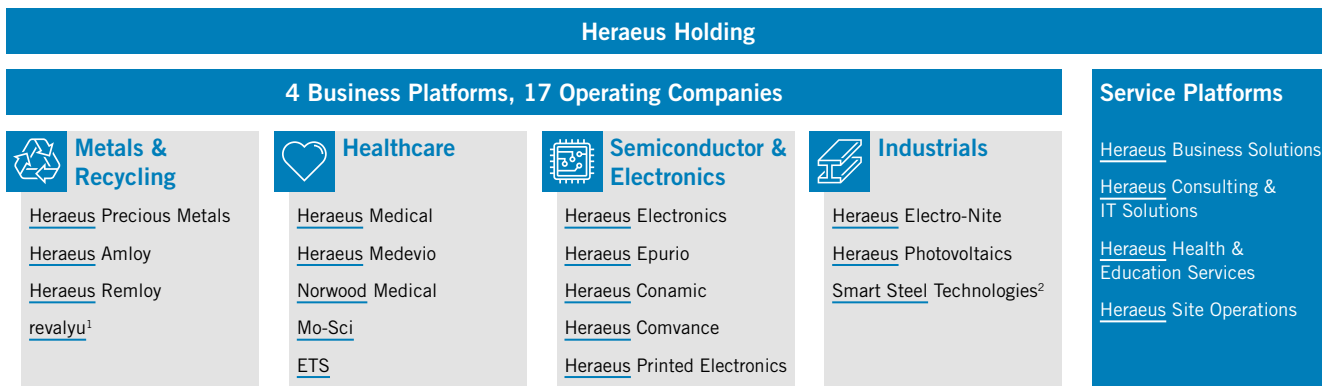 Heraeus Holding
4 Business Platforms, 17 Operating Companies
Metals &
Recycling
Heraeus Precious Metals
Heraeus Amloy
Heraeus Remloy
revalyu¹
Healthcare
Heraeus Medical
Heraeus Medevio
Norwood Medical
Mo-Sci
ETS
Semiconductor &
Electronics
Heraeus Electronics
Heraeus Epurio
Heraeus Conamic
Heraeus Comvance
Heraeus Printed Electronics
Industrials
Heraeus Electro-Nite
Heraeus Photovoltaics
Smart Steel Technologies²
Service Platforms
Heraeus Business Solutions
Heraeus Consulting &
IT Solutions
Heraeus Health &
Education Services
Heraeus Site Operations